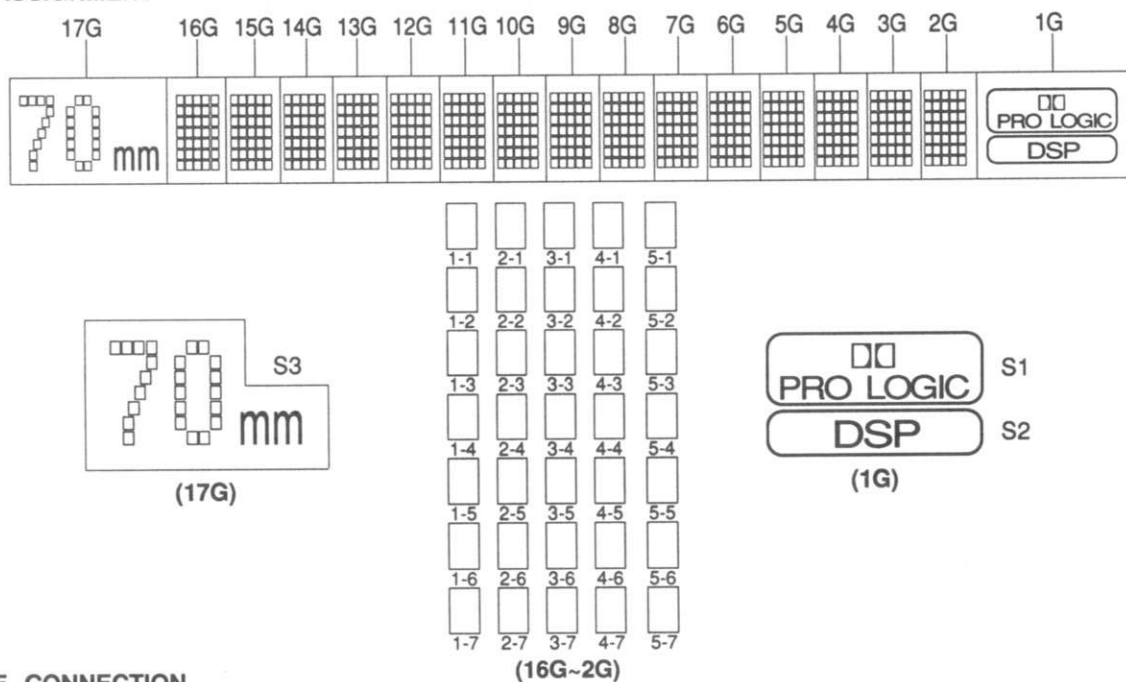 17G 16G 15G 14G 13G 12G 11G 10G 9G 8G 7G 6G 5G 4G 3G 2G 1G
70 mm
PRO LOGIC
DSP
1-1 2-1 3-1 4-1 5-1
1-2 2-2 3-2 4-2 5-2
1-3 2-3 3-3 4-3 5-3
1-4 2-4 3-4 4-4 5-4
1-5 2-5 3-5 4-5 5-5
1-6 2-6 3-6 4-6 5-6
1-7 2-7 3-7 4-7 5-7
(16G~2G)
70 mm
S3
(17G)
PRO LOGIC
S1
DSP
S2
(1G)
CONNECTION